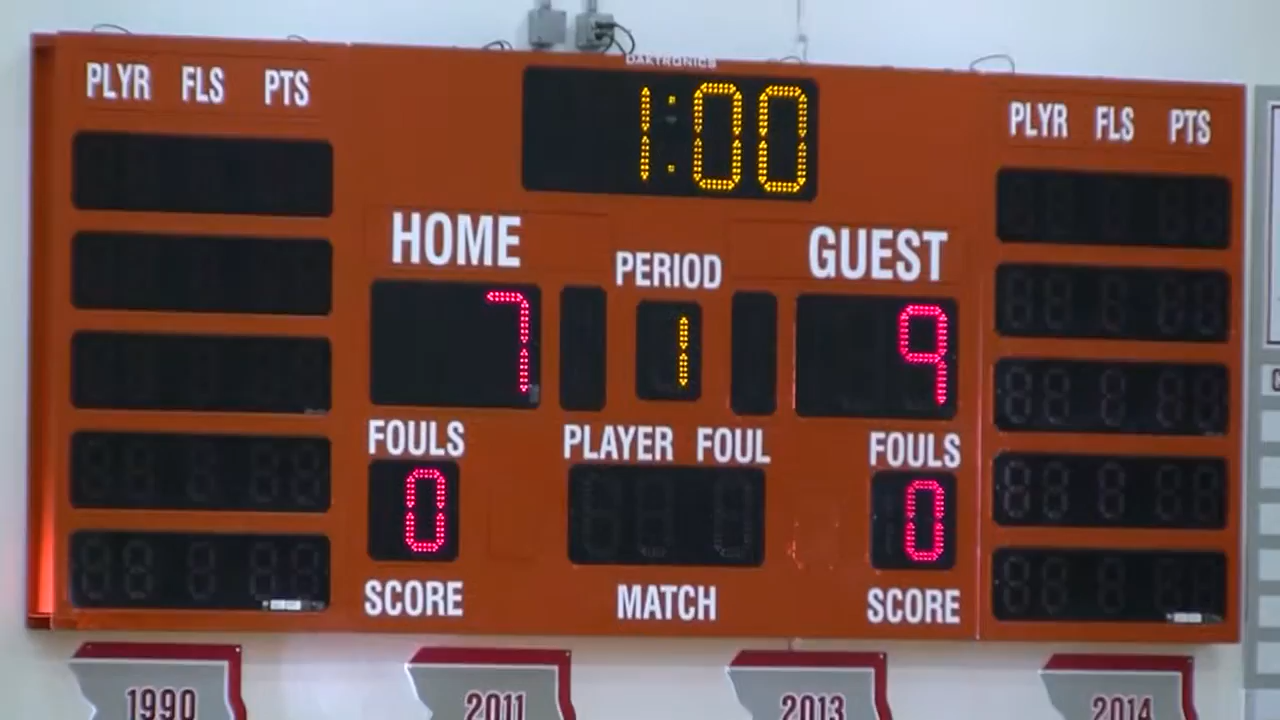 DAKTRONICS
PLYR FLS PTS
1:00
PLYR FLS PTS
HOME
PERIOD
GUEST
7
1
9
FOULS
PLAYER FOUL
FOULS
0
0
SCORE
MATCH
SCORE
1990
2011
2013
2014